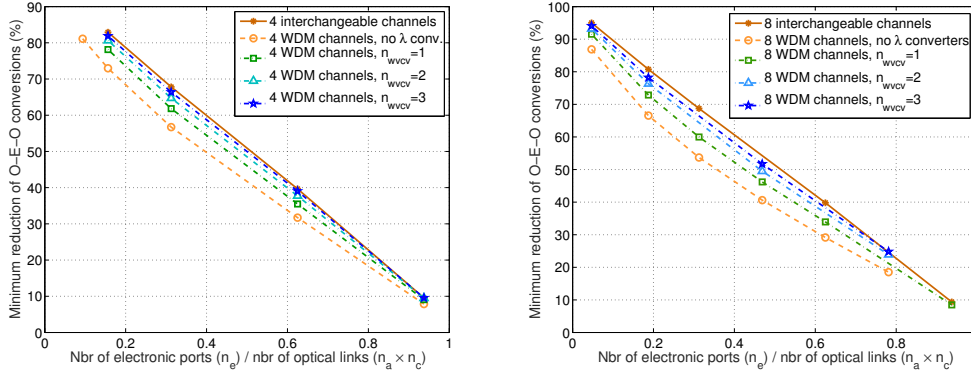 Minimum reduction of O−E−O conversions (%)
90
80
70
60
50
40
30
20
10
0
0 0.2 0.4 0.6 0.8 1
Nbr of electronic ports (n_e) / nbr of optical links (n_a × n_c)
4 interchangeable channels
4 WDM channels, no λ conv.
4 WDM channels, n_wvcv=1
4 WDM channels, n_wvcv=2
4 WDM channels, n_wvcv=3
Minimum reduction of O−E−O conversions (%)
100
90
80
70
60
50
40
30
20
10
0
0 0.2 0.4 0.6 0.8
Nbr of electronic ports (n_e) / nbr of optical links (n_a × n_c)
8 interchangeable channels
8 WDM channels, no λ converters
8 WDM channels, n_wvcv=1
8 WDM channels, n_wvcv=2
8 WDM channels, n_wvcv=3